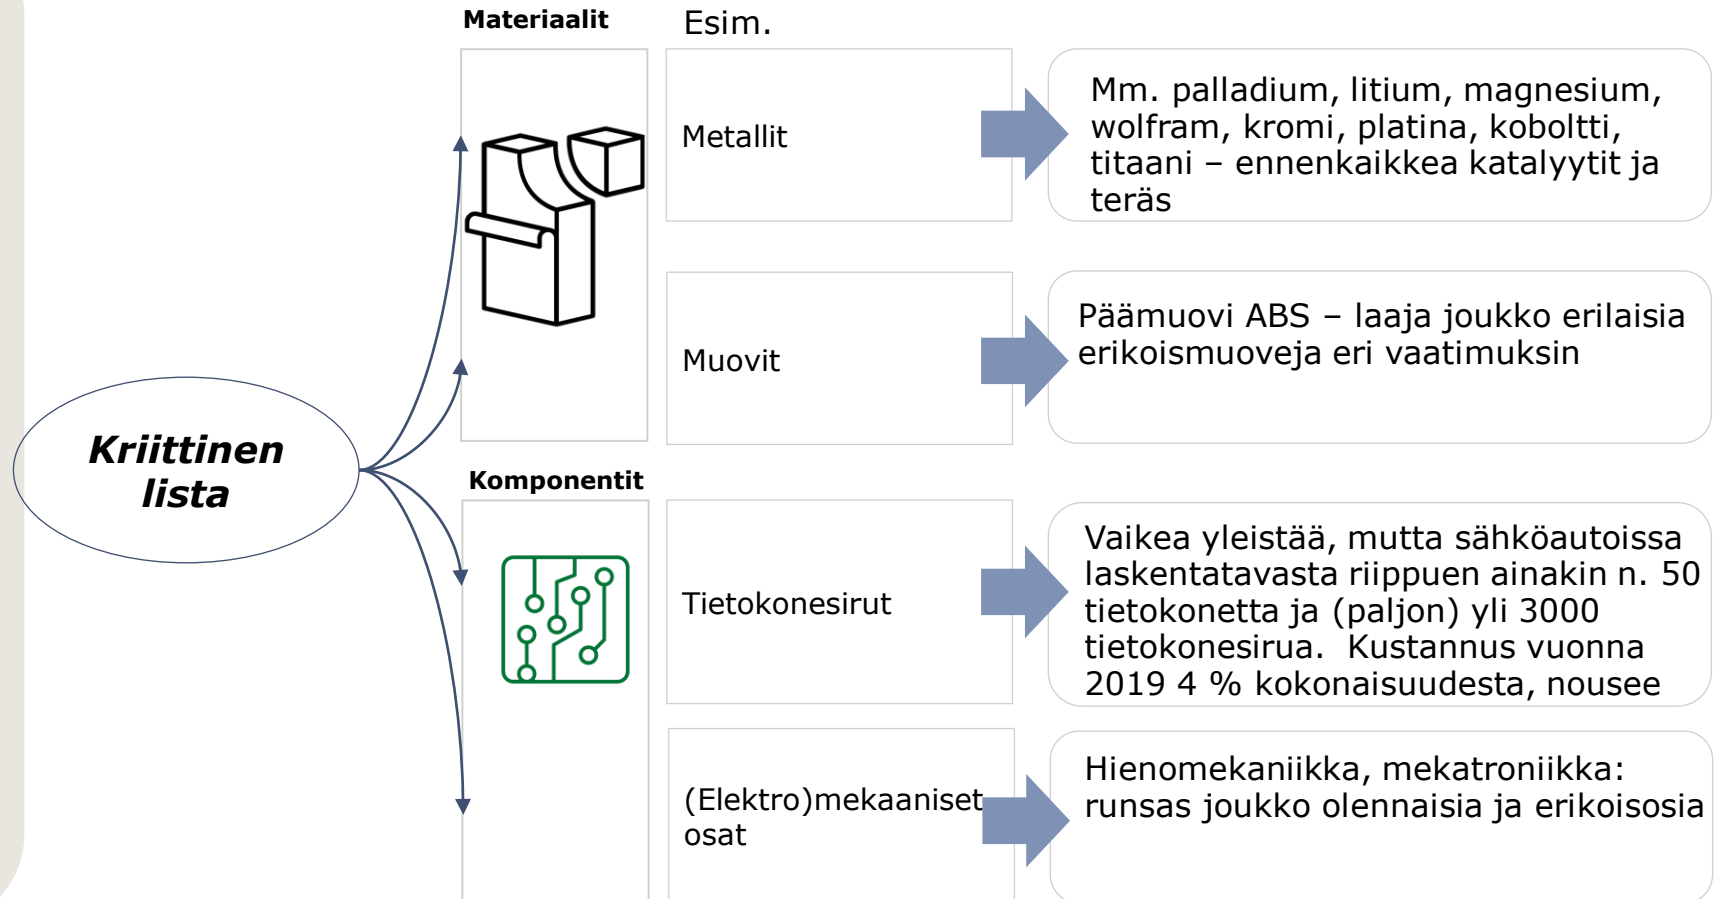 Materiaalit
Esim.
Metallit
Mm. palladium, litium, magnesium,
wolfram, kromi, platina, koboltti,
titaani – ennenkaikkea katalyytit ja
teräs
Muovit
Päämuovi ABS – laaja joukko erilaisia
erikoismuoveja eri vaatimuksin
Kriittinen
lista
Komponentit
Tietokonesirut
Vaikea yleistää, mutta sähköautoissa
laskentatavasta riippuen ainakin n. 50
tietokonetta ja (paljon) yli 3000
tietokonesirua.  Kustannus vuonna
2019 4 % kokonaisuudesta, nousee
(Elektro)mekaaniset
osat
Hienomekaniikka, mekatroniikka:
runsas joukko olennaisia ja erikoisosia